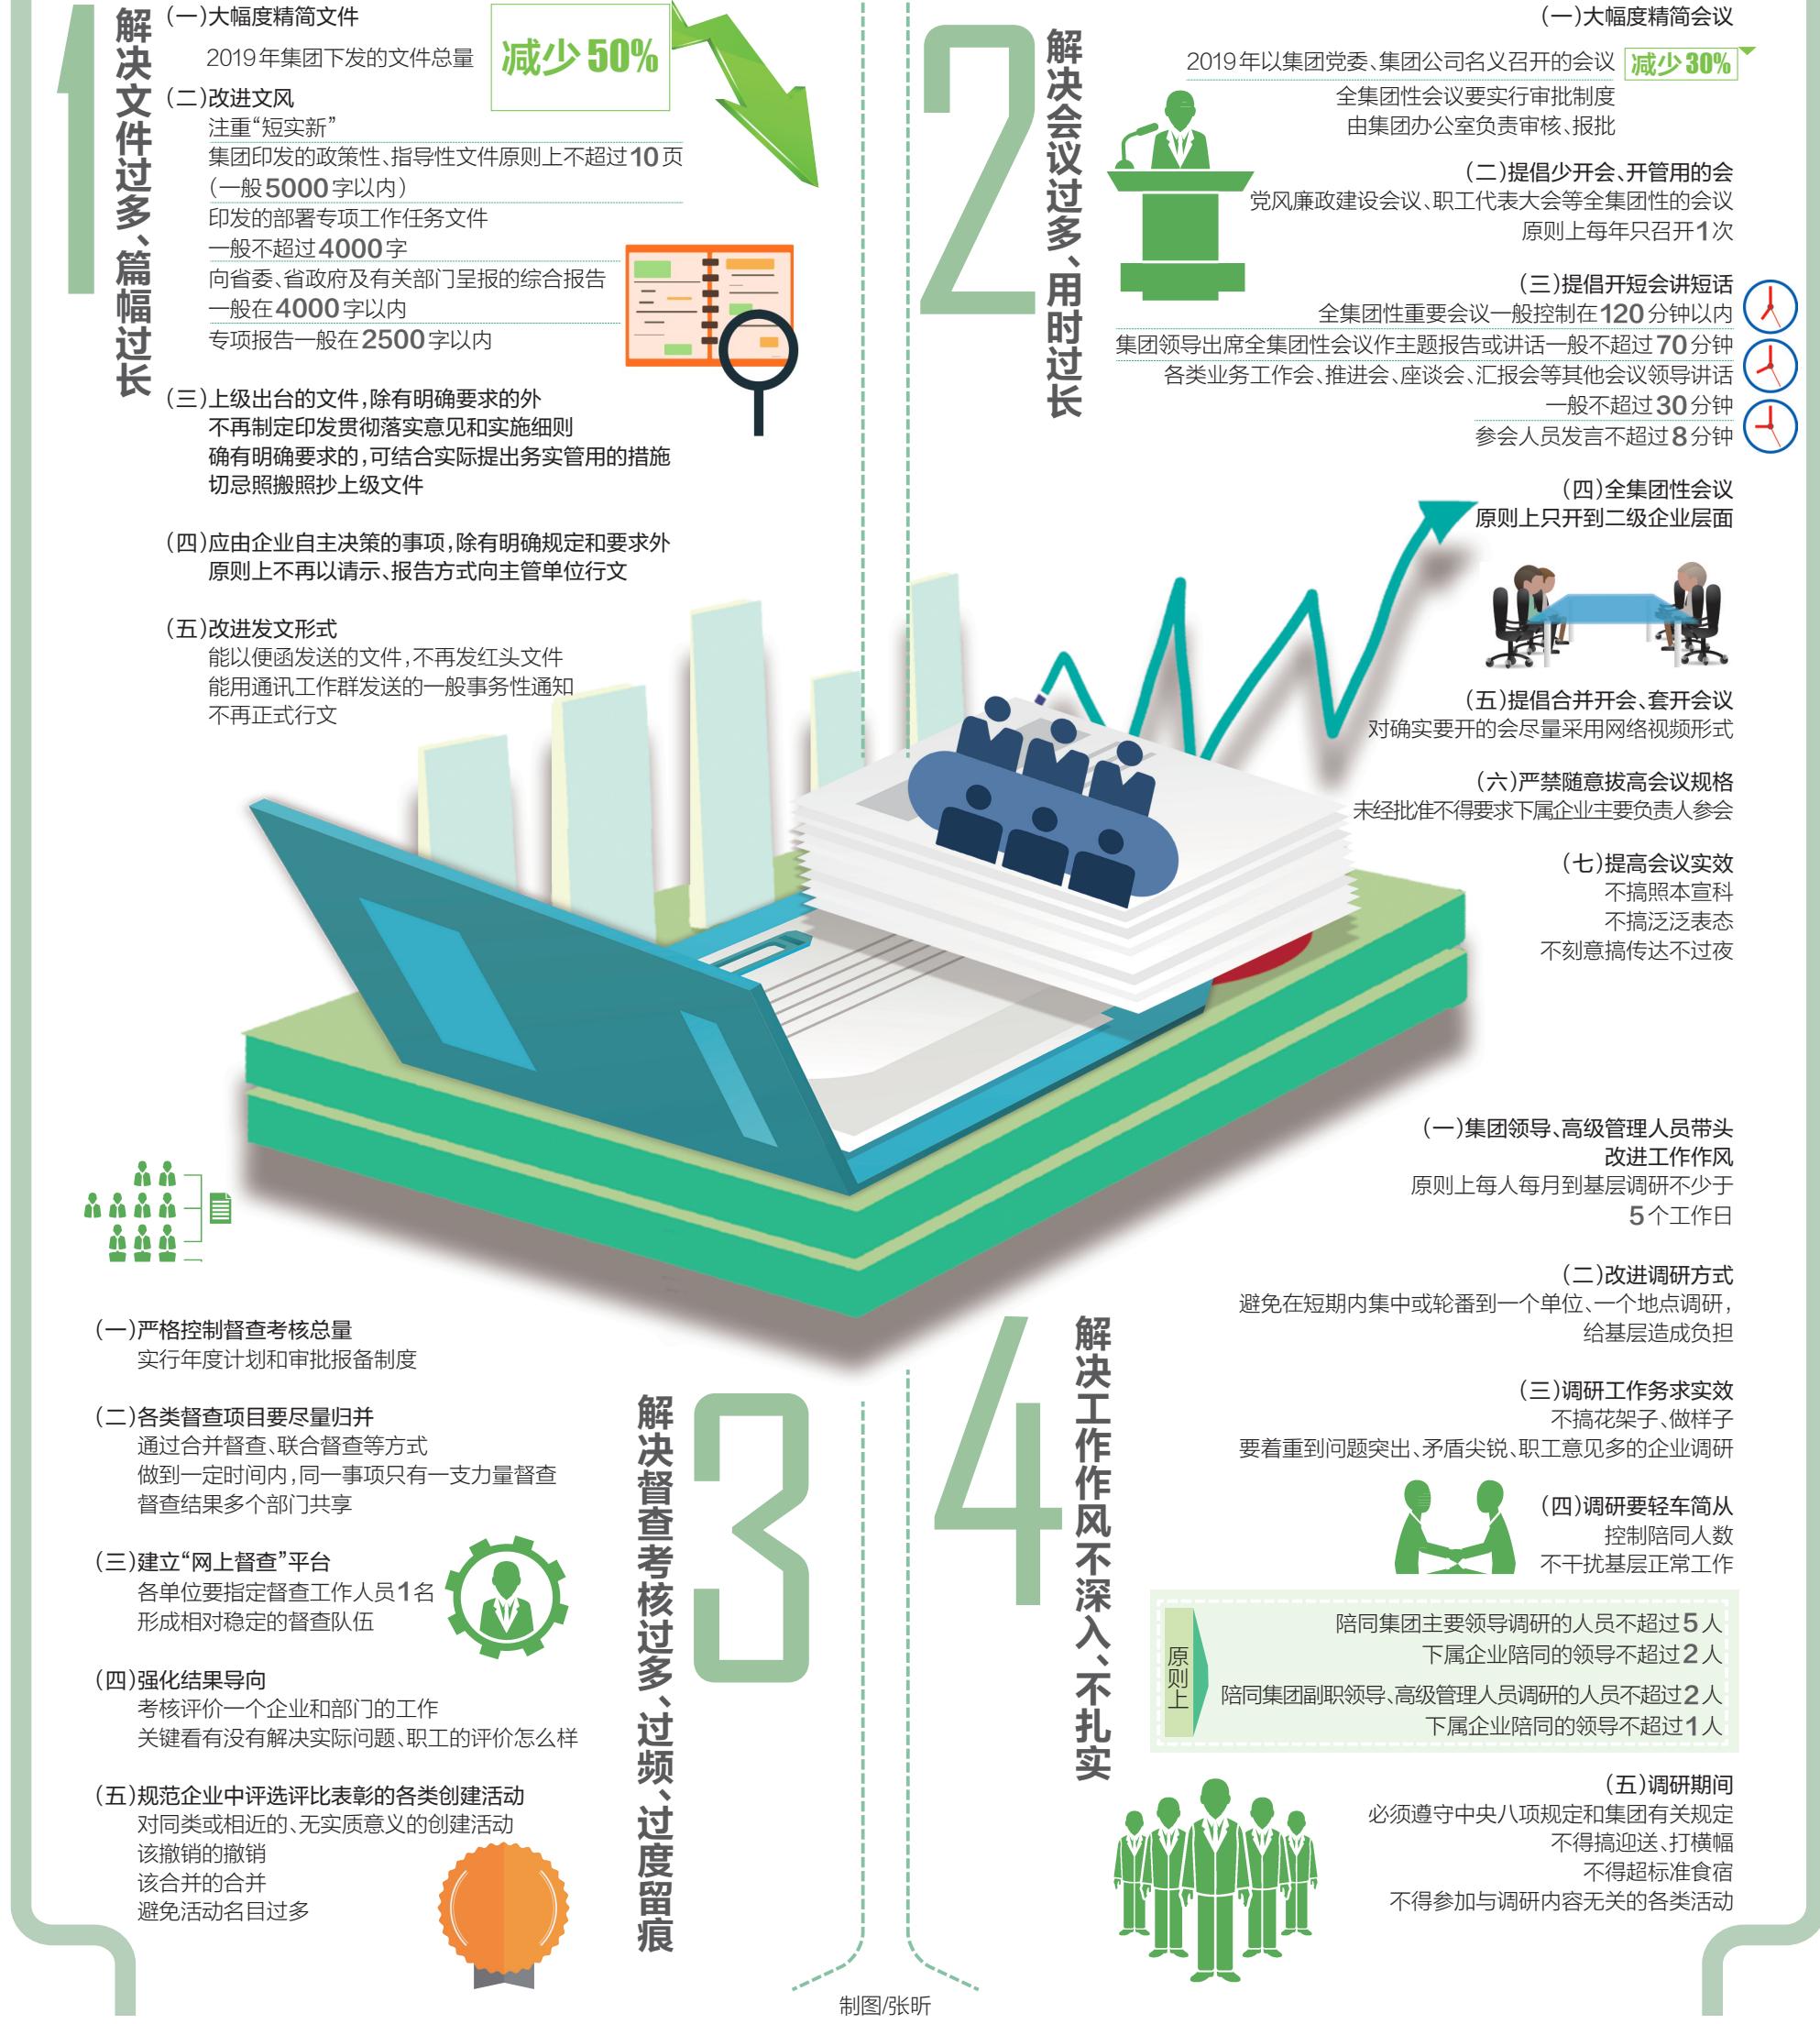 1
解决文件过多、篇幅过长
（一）大幅度精简文件
2019年集团下发的文件总量
减少50%
（二）改进文风
注重“短实新”
集团印发的政策性、指导性文件原则上不超过10页
（一般5000字以内）
印发的部署专项工作任务文件
一般不超过4000字
向省委、省政府及有关部门呈报的综合报告
一般在4000字以内
专项报告一般在2500字以内
（三）上级出台的文件，除有明确要求的外
不再制定印发贯彻落实意见和实施细则
确有明确要求的，可结合实际提出务实管用的措施
切忌照搬照抄上级文件
（四）应由企业自主决策的事项，除有明确规定和要求外
原则上不再以请示、报告方式向主管单位行文
（五）改进发文形式
能以便函发送的文件，不再发红头文件
能用通讯工作群发送的一般事务性通知
不再正式行文
2
解决会议过多、用时过长
（一）大幅度精简会议
2019年以集团党委、集团公司名义召开的会议
减少30%
全集团性会议要实行审批制度
由集团办公室负责审核、报批
（二）提倡少开会、开管用的会
党风廉政建设会议、职工代表大会等全集团性的会议
原则上每年只召开1次
（三）提倡开短会讲短话
全集团性重要会议一般控制在120分钟以内
集团领导出席全集团性会议作主题报告或讲话一般不超过70分钟
各类业务工作会、推进会、座谈会、汇报会等其他会议领导讲话
一般不超过30分钟
参会人员发言不超过8分钟
（四）全集团性会议
原则上只开到二级企业层面
（五）提倡合并开会、套开会议
对确实要开的会尽量采用网络视频形式
（六）严禁随意拔高会议规格
未经批准不得要求下属企业主要负责人参会
（七）提高会议实效
不搞照本宣科
不搞泛泛表态
不刻意搞传达不过夜
3
解决督查考核过多、过频、过度留痕
（一）严格控制督查考核总量
实行年度计划和审批报备制度
（二）各类督查项目要尽量归并
通过合并督查、联合督查等方式
做到一定时间内，同一事项只有一支力量督查
督查结果多个部门共享
（三）建立“网上督查”平台
各单位要指定督查工作人员1名
形成相对稳定的督查队伍
（四）强化结果导向
考核评价一个企业和部门的工作
关键看有没有解决实际问题、职工的评价怎么样
（五）规范企业中评选评比表彰的各类创建活动
对同类或相近的、无实质意义的创建活动
该撤销的撤销
该合并的合并
避免活动名目过多
4
解决工作作风不深入、不扎实
（一）集团领导、高级管理人员带头
改进工作作风
原则上每人每月到基层调研不少于
5个工作日
（二）改进调研方式
避免在短期内集中或轮番到一个单位、一个地点调研，
给基层造成负担
（三）调研工作务求实效
不搞花架子、做样子
要着重到问题突出、矛盾尖锐、职工意见多的企业调研
（四）调研要轻车简从
控制陪同人数
不干扰基层正常工作
原则上
陪同集团主要领导调研的人员不超过5人
下属企业陪同的领导不超过2人
陪同集团副职领导、高级管理人员调研的人员不超过2人
下属企业陪同的领导不超过1人
（五）调研期间
必须遵守中央八项规定和集团有关规定
不得搞迎送、打横幅
不得超标准食宿
不得参加与调研内容无关的各类活动
制图/张昕